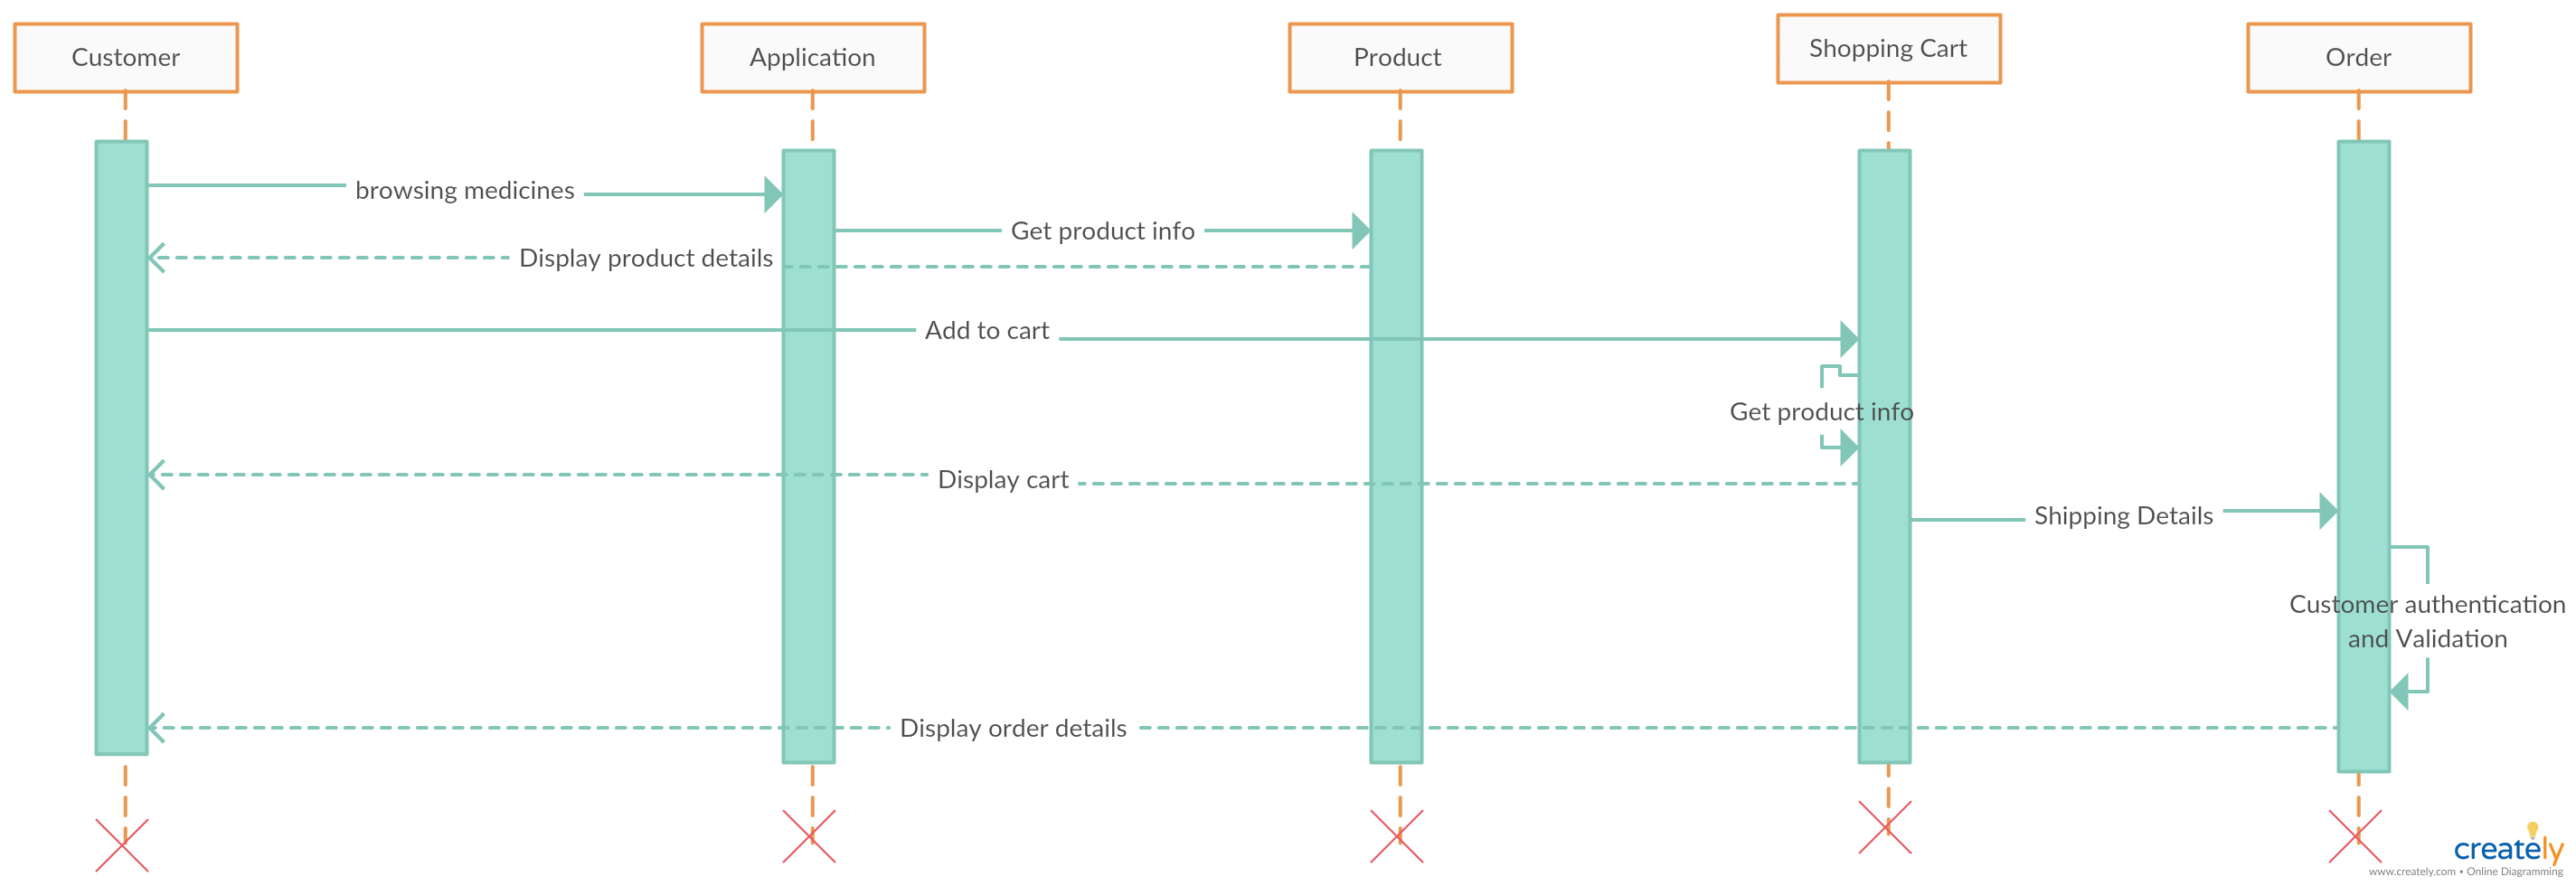 Customer
Application
Product
Shopping Cart
Order
browsing medicines
Get product info
Display product details
Add to cart
Get product info
Display cart
Shipping Details
Customer authentication
and Validation
Display order details
creately
www.creately.com • Online Diagramming